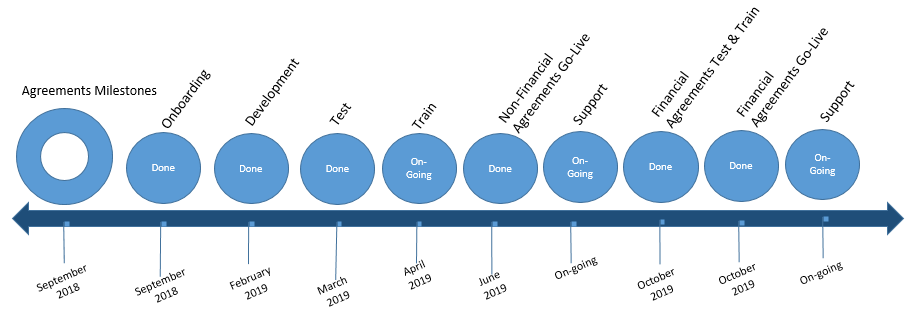 Agreements Milestones
Onboarding
Development
Test
Train
Non-Financial
Agreements Go-Live
Support
Financial
Agreements Test & Train
Financial
Agreements Go-Live
Support
Done
Done
Done
On-
Going
Done
On-
Going
Done
Done
On-
Going
September
2018
September
2018
February
2019
March
2019
April
2019
June
2019
On-going
October
2019
October
2019
On-going